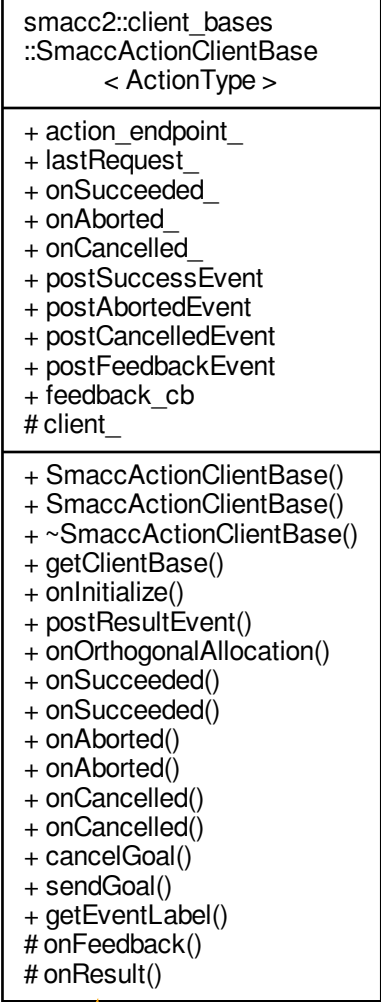 smacc2::client_bases
::SmaccActionClientBase
< ActionType >
+ action_endpoint_
+ lastRequest_
+ onSucceeded_
+ onAborted_
+ onCancelled_
+ postSuccessEvent
+ postAbortedEvent
+ postCancelledEvent
+ postFeedbackEvent
+ feedback_cb
# client_
+ SmaccActionClientBase()
+ SmaccActionClientBase()
+ ~SmaccActionClientBase()
+ getClientBase()
+ onInitialize()
+ postResultEvent()
+ onOrthogonalAllocation()
+ onSucceeded()
+ onSucceeded()
+ onAborted()
+ onAborted()
+ onCancelled()
+ onCancelled()
+ cancelGoal()
+ sendGoal()
+ getEventLabel()
# onFeedback()
# onResult()